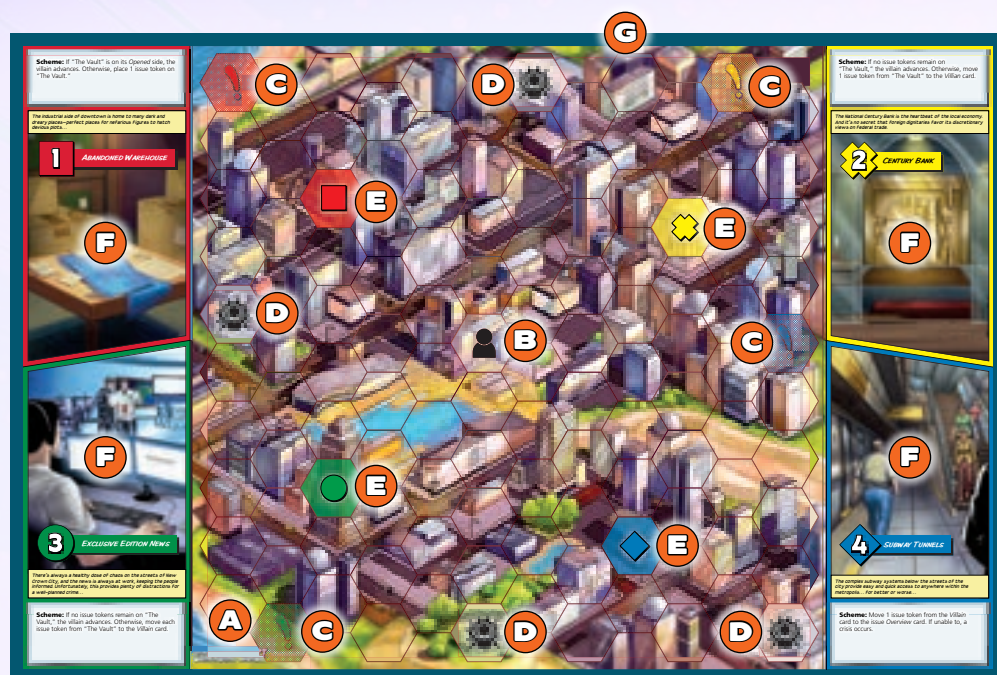 G
Scheme: If "The Vault" is on its Opened side, the
villain advances. Otherwise, place 1 issue token on
"The Vault."
The industrial side of downtown is home to many dark and
dreary places—perfect places for nefarious figures to hatch
devious plots...
1 ABANDONED WAREHOUSE
F
C
D
C
E
E
D
B
C
E
E
A
C
D
D
Scheme: If no issue tokens remain on
"The Vault," the villain advances. Otherwise, move
1 issue token from "The Vault" to the Villain card.
The National Century Bank is the heartbeat of the local economy.
And it's no secret that foreign dignitaries favor its discretionary
views on Federal trade.
2 CENTURY BANK
F
F
3 EXCLUSIVE EDITION NEWS
There's always a healthy dose of chaos on the streets of New
Crown City, and the news is always at work, keeping the people
informed. Unfortunately, this provides plenty of distractions for
a well-planned crime...
Scheme: If no issue tokens remain on "The
Vault," the villain advances. Otherwise, move each
issue token from "The Vault" to the Villain card.
F
4 SUBWAY TUNNELS
The complex subway systems below the streets of the
city provide easy and quick access to anywhere within the
metropolis... for better or worse...
Scheme: Move 1 issue token from the Villain
card to the issue Overview card. If unable to, a
crisis occurs.